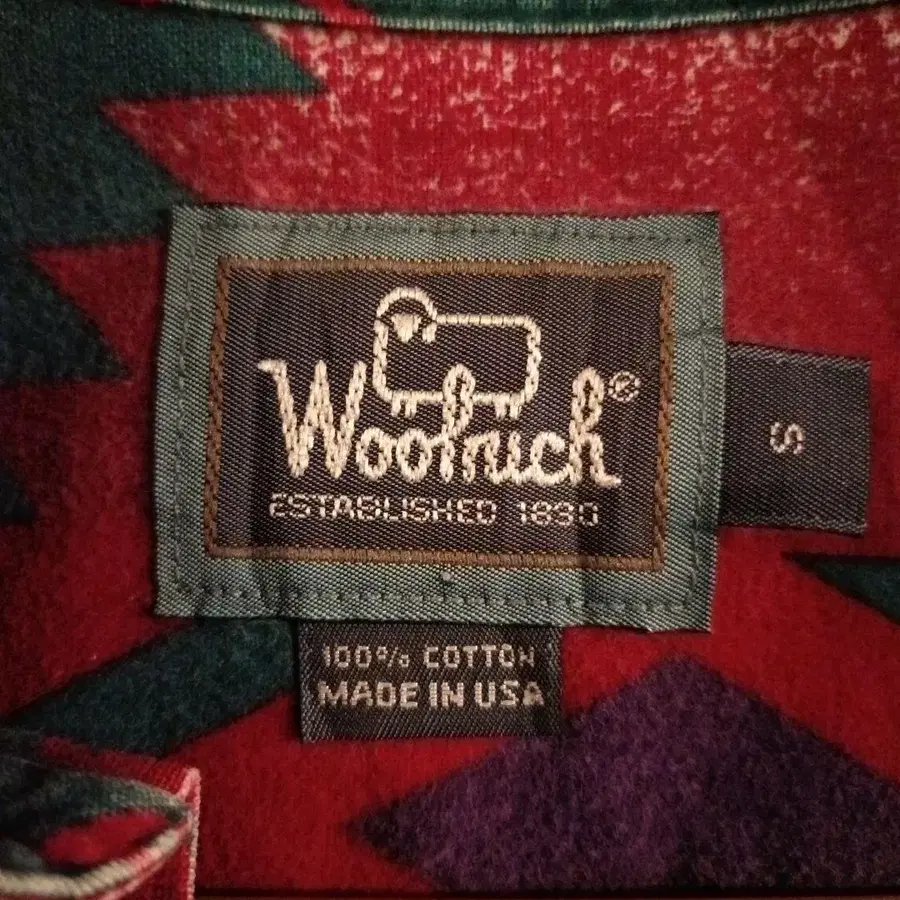 Woolrich®
ESTABLISHED 1830
S
100% COTTON
MADE IN USA